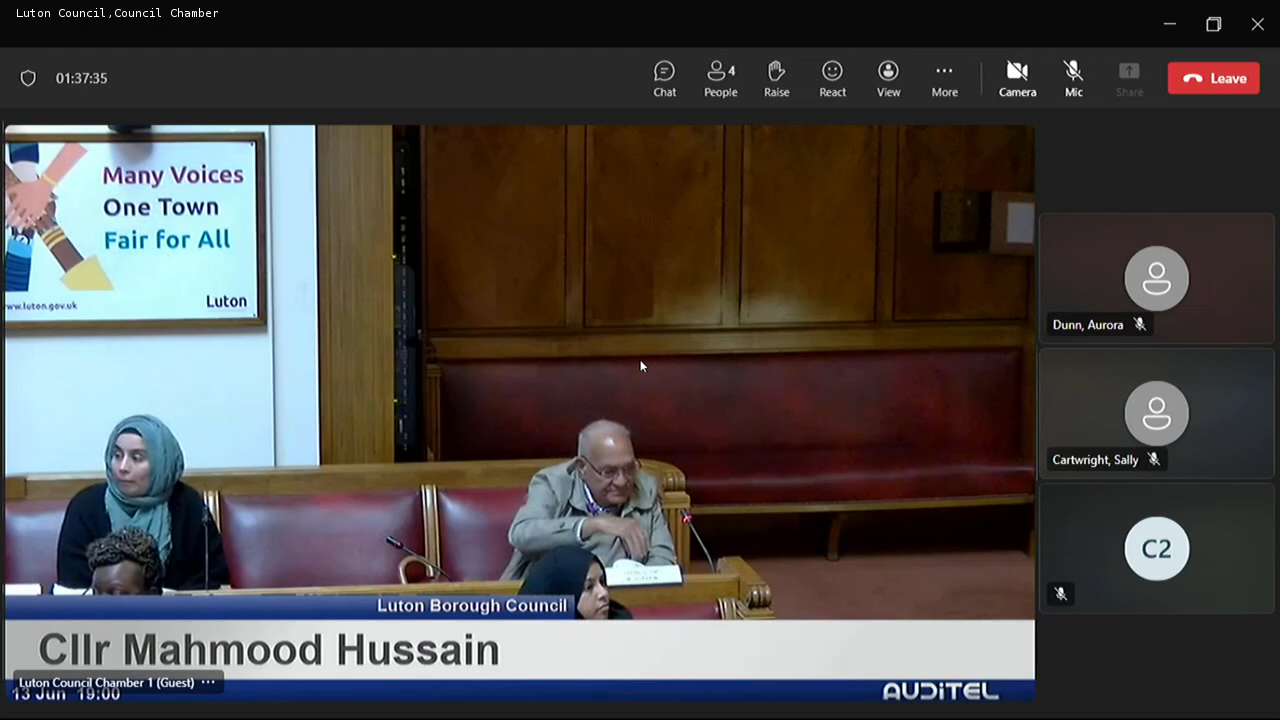 Luton Council,Council Chamber
01:37:35
Chat
4
People
Raise
React
View
More
Camera
Mic
Share
Leave
Many Voices
One Town
Fair for All
www.luton.gov.uk
Luton
Dunn, Aurora
Cartwright, Sally
C2
Luton Borough Council
Cllr Mahmood Hussain
Luton Council Chamber 1 (Guest) ···
13 Jun 19:00
AUDiTEL